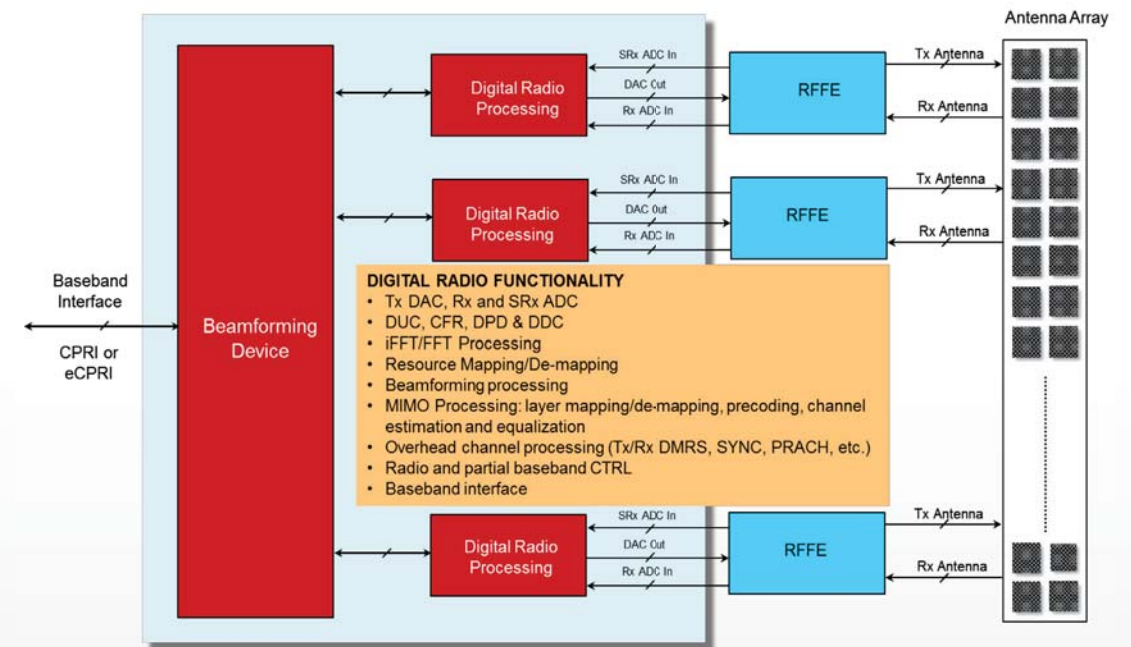 Antenna Array
SRx ADC In
DAC Out
Rx ADC In
Digital Radio
Processing
RFFE
Tx Antenna
Rx Antenna
SRx ADC In
DAC Out
Rx ADC In
Digital Radio
Processing
RFFE
Tx Antenna
Rx Antenna
Baseband
Interface
CPRI or
eCPRI
Beamforming
Device
DIGITAL RADIO FUNCTIONALITY
• Tx DAC, Rx and SRx ADC
• DUC, CFR, DPD & DDC
• iFFT/FFT Processing
• Resource Mapping/De-mapping
• Beamforming processing
• MIMO Processing: layer mapping/de-mapping, precoding, channel
estimation and equalization
• Overhead channel processing (Tx/Rx DMRS, SYNC, PRACH, etc.)
• Radio and partial baseband CTRL
• Baseband interface
SRx ADC In
DAC Out
Rx ADC In
Digital Radio
Processing
RFFE
Tx Antenna
Rx Antenna